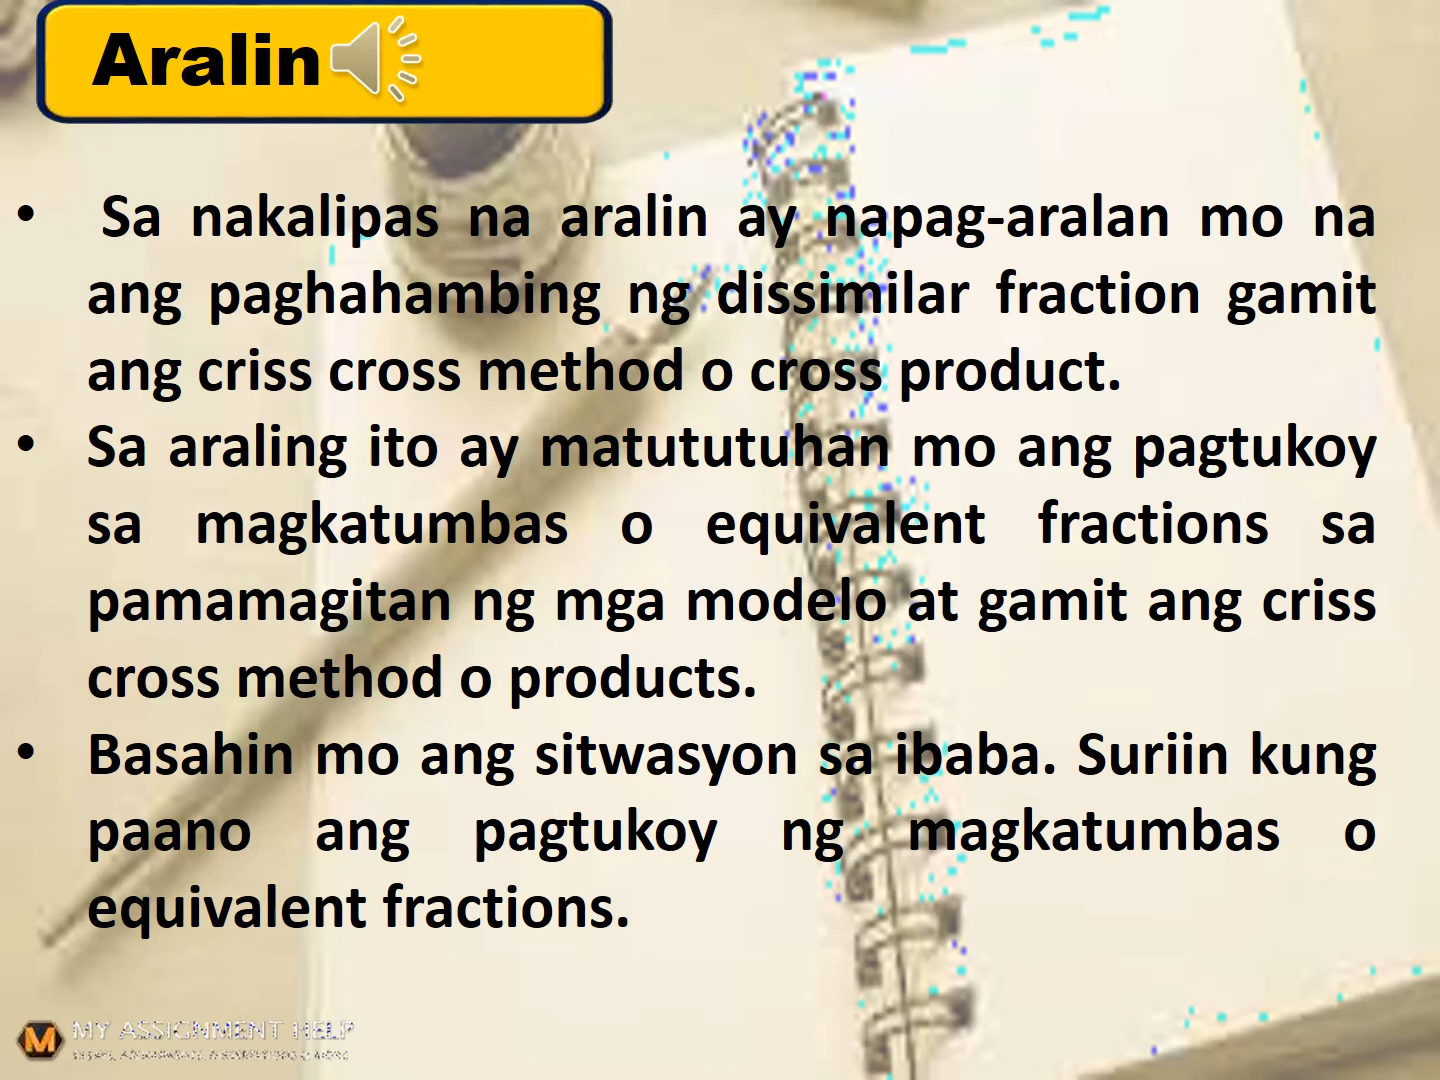 Aralin
• Sa nakalipas na aralin ay napag-aralan mo na
ang paghahambing ng dissimilar fraction gamit
ang criss cross method o cross product.
• Sa araling ito ay matututuhan mo ang pagtukoy
sa magkatumbas o equivalent fractions sa
pamamagitan ng mga modelo at gamit ang criss
cross method o products.
• Basahin mo ang sitwasyon sa ibaba. Suriin kung
paano ang pagtukoy ng magkatumbas o
equivalent fractions.
M MY ASSIGNMENT HELP